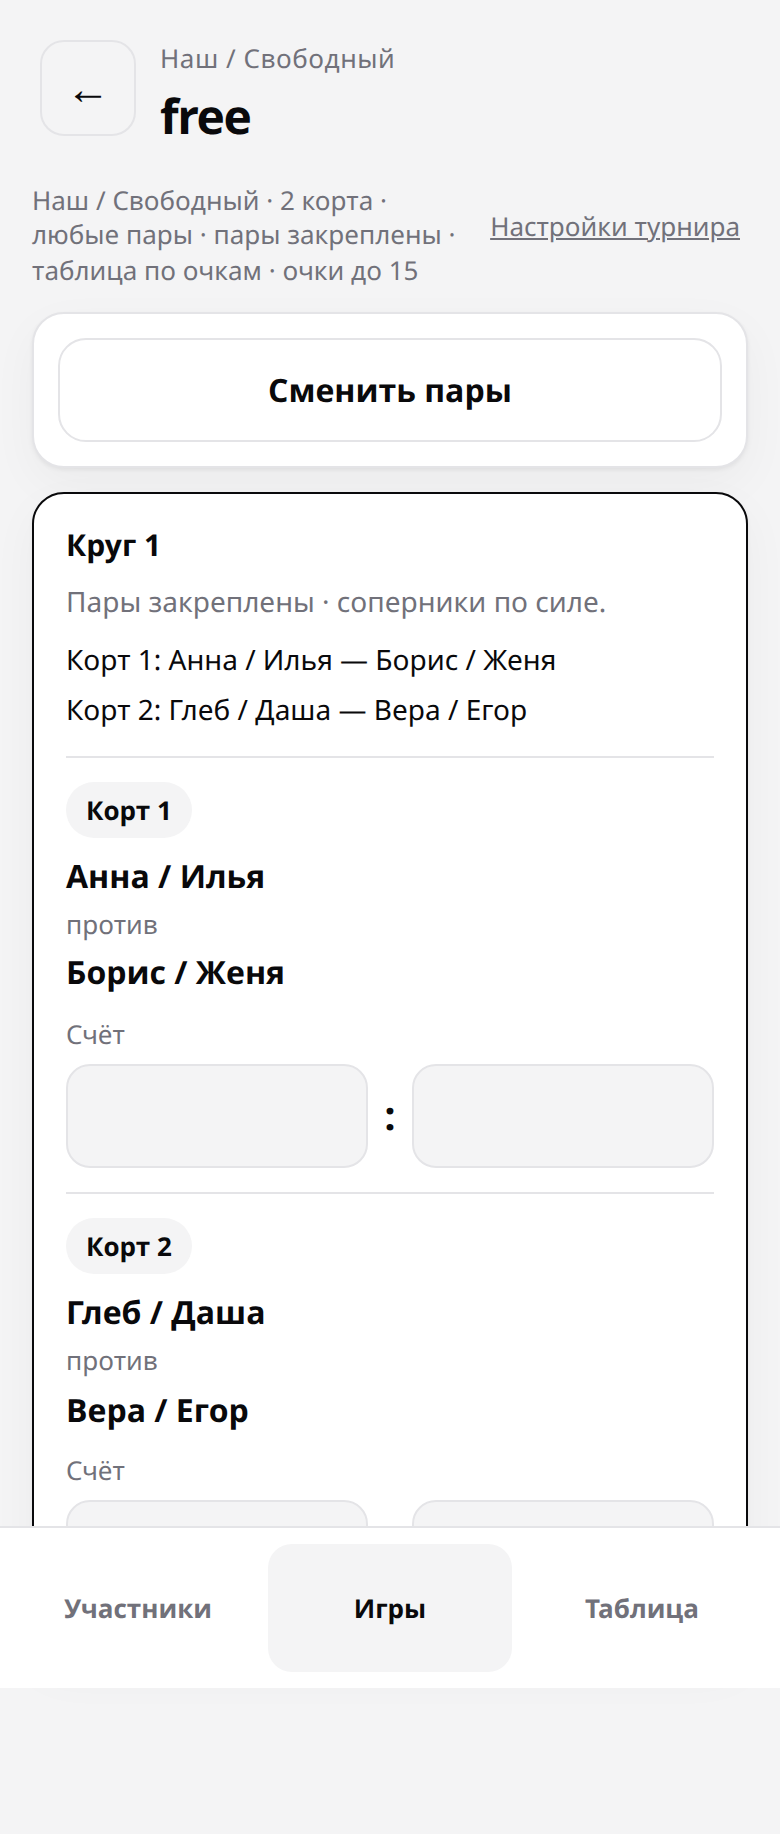 ←
Наш / Свободный
free
Наш / Свободный · 2 корта ·
любые пары · пары закреплены ·
таблица по очкам · очки до 15
Настройки турнира
Сменить пары
Круг 1
Пары закреплены · соперники по силе.
Корт 1: Анна / Илья — Борис / Женя
Корт 2: Глеб / Даша — Вера / Егор
Корт 1
Анна / Илья
против
Борис / Женя
Счёт
:
Корт 2
Глеб / Даша
против
Вера / Егор
Счёт
Участники
Игры
Таблица